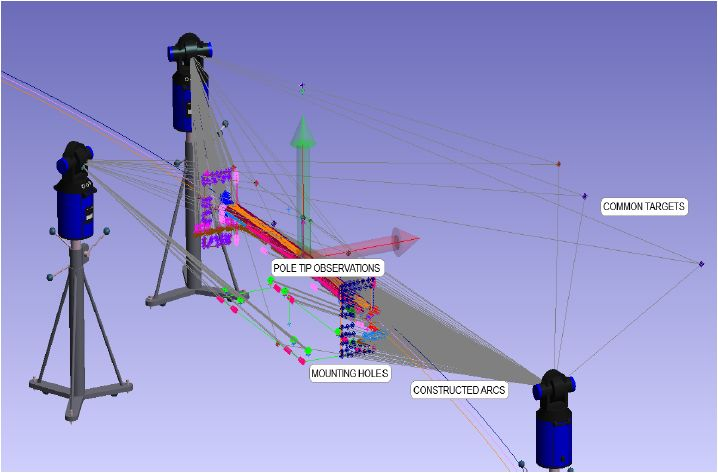 COMMON TARGETS
POLE TIP OBSERVATIONS
MOUNTING HOLES
CONSTRUCTED ARCS